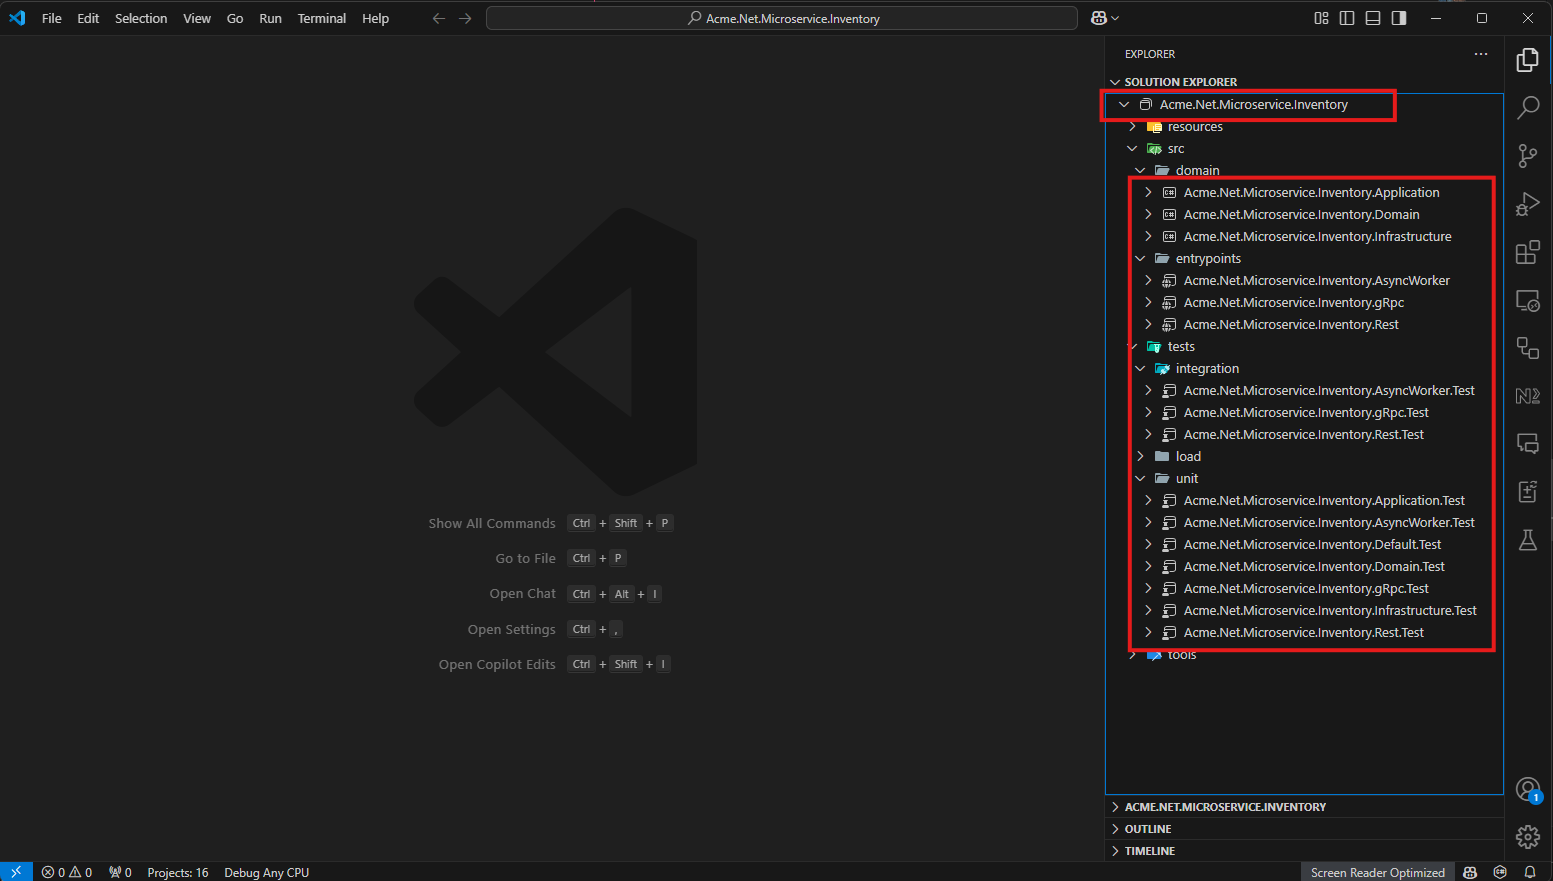 File Edit Selection View Go Run Terminal Help
Acme.Net.Microservice.Inventory
EXPLORER
SOLUTION EXPLORER
Acme.Net.Microservice.Inventory
resources
src
domain
Acme.Net.Microservice.Inventory.Application
Acme.Net.Microservice.Inventory.Domain
Acme.Net.Microservice.Inventory.Infrastructure
entrypoints
Acme.Net.Microservice.Inventory.AsyncWorker
Acme.Net.Microservice.Inventory.gRpc
Acme.Net.Microservice.Inventory.Rest
tests
integration
Acme.Net.Microservice.Inventory.AsyncWorker.Test
Acme.Net.Microservice.Inventory.gRpc.Test
Acme.Net.Microservice.Inventory.Rest.Test
load
unit
Acme.Net.Microservice.Inventory.Application.Test
Acme.Net.Microservice.Inventory.AsyncWorker.Test
Acme.Net.Microservice.Inventory.Default.Test
Acme.Net.Microservice.Inventory.Domain.Test
Acme.Net.Microservice.Inventory.gRpc.Test
Acme.Net.Microservice.Inventory.Infrastructure.Test
Acme.Net.Microservice.Inventory.Rest.Test
tools
Show All Commands Ctrl + Shift + P
Go to File Ctrl + P
Open Chat Ctrl + Alt + I
Open Settings Ctrl + ,
Open Copilot Edits Ctrl + Shift + I
ACME.NET.MICROSERVICE.INVENTORY
OUTLINE
TIMELINE
1
0 0 0 Projects: 16 Debug Any CPU
Screen Reader Optimized